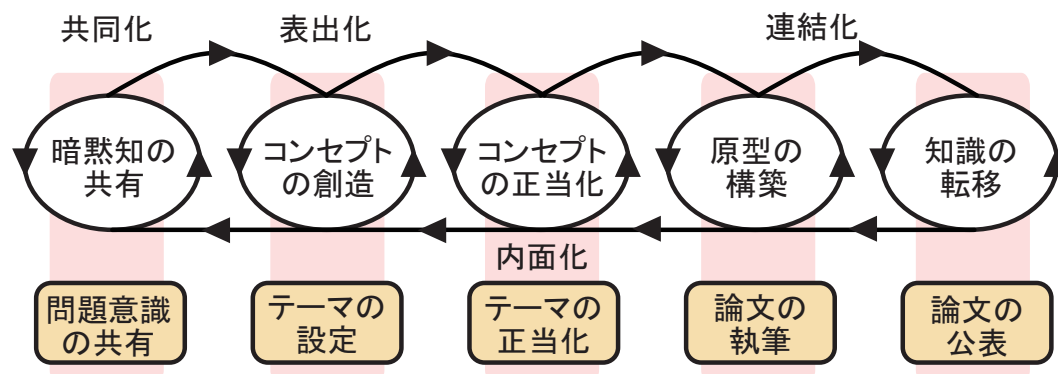 共同化
表出化
連結化
暗黙知の
共有
コンセプト
の創造
コンセプト
の正当化
原型の
構築
知識の
転移
内面化
問題意識
の共有
テーマの
設定
テーマの
正当化
論文の
執筆
論文の
公表